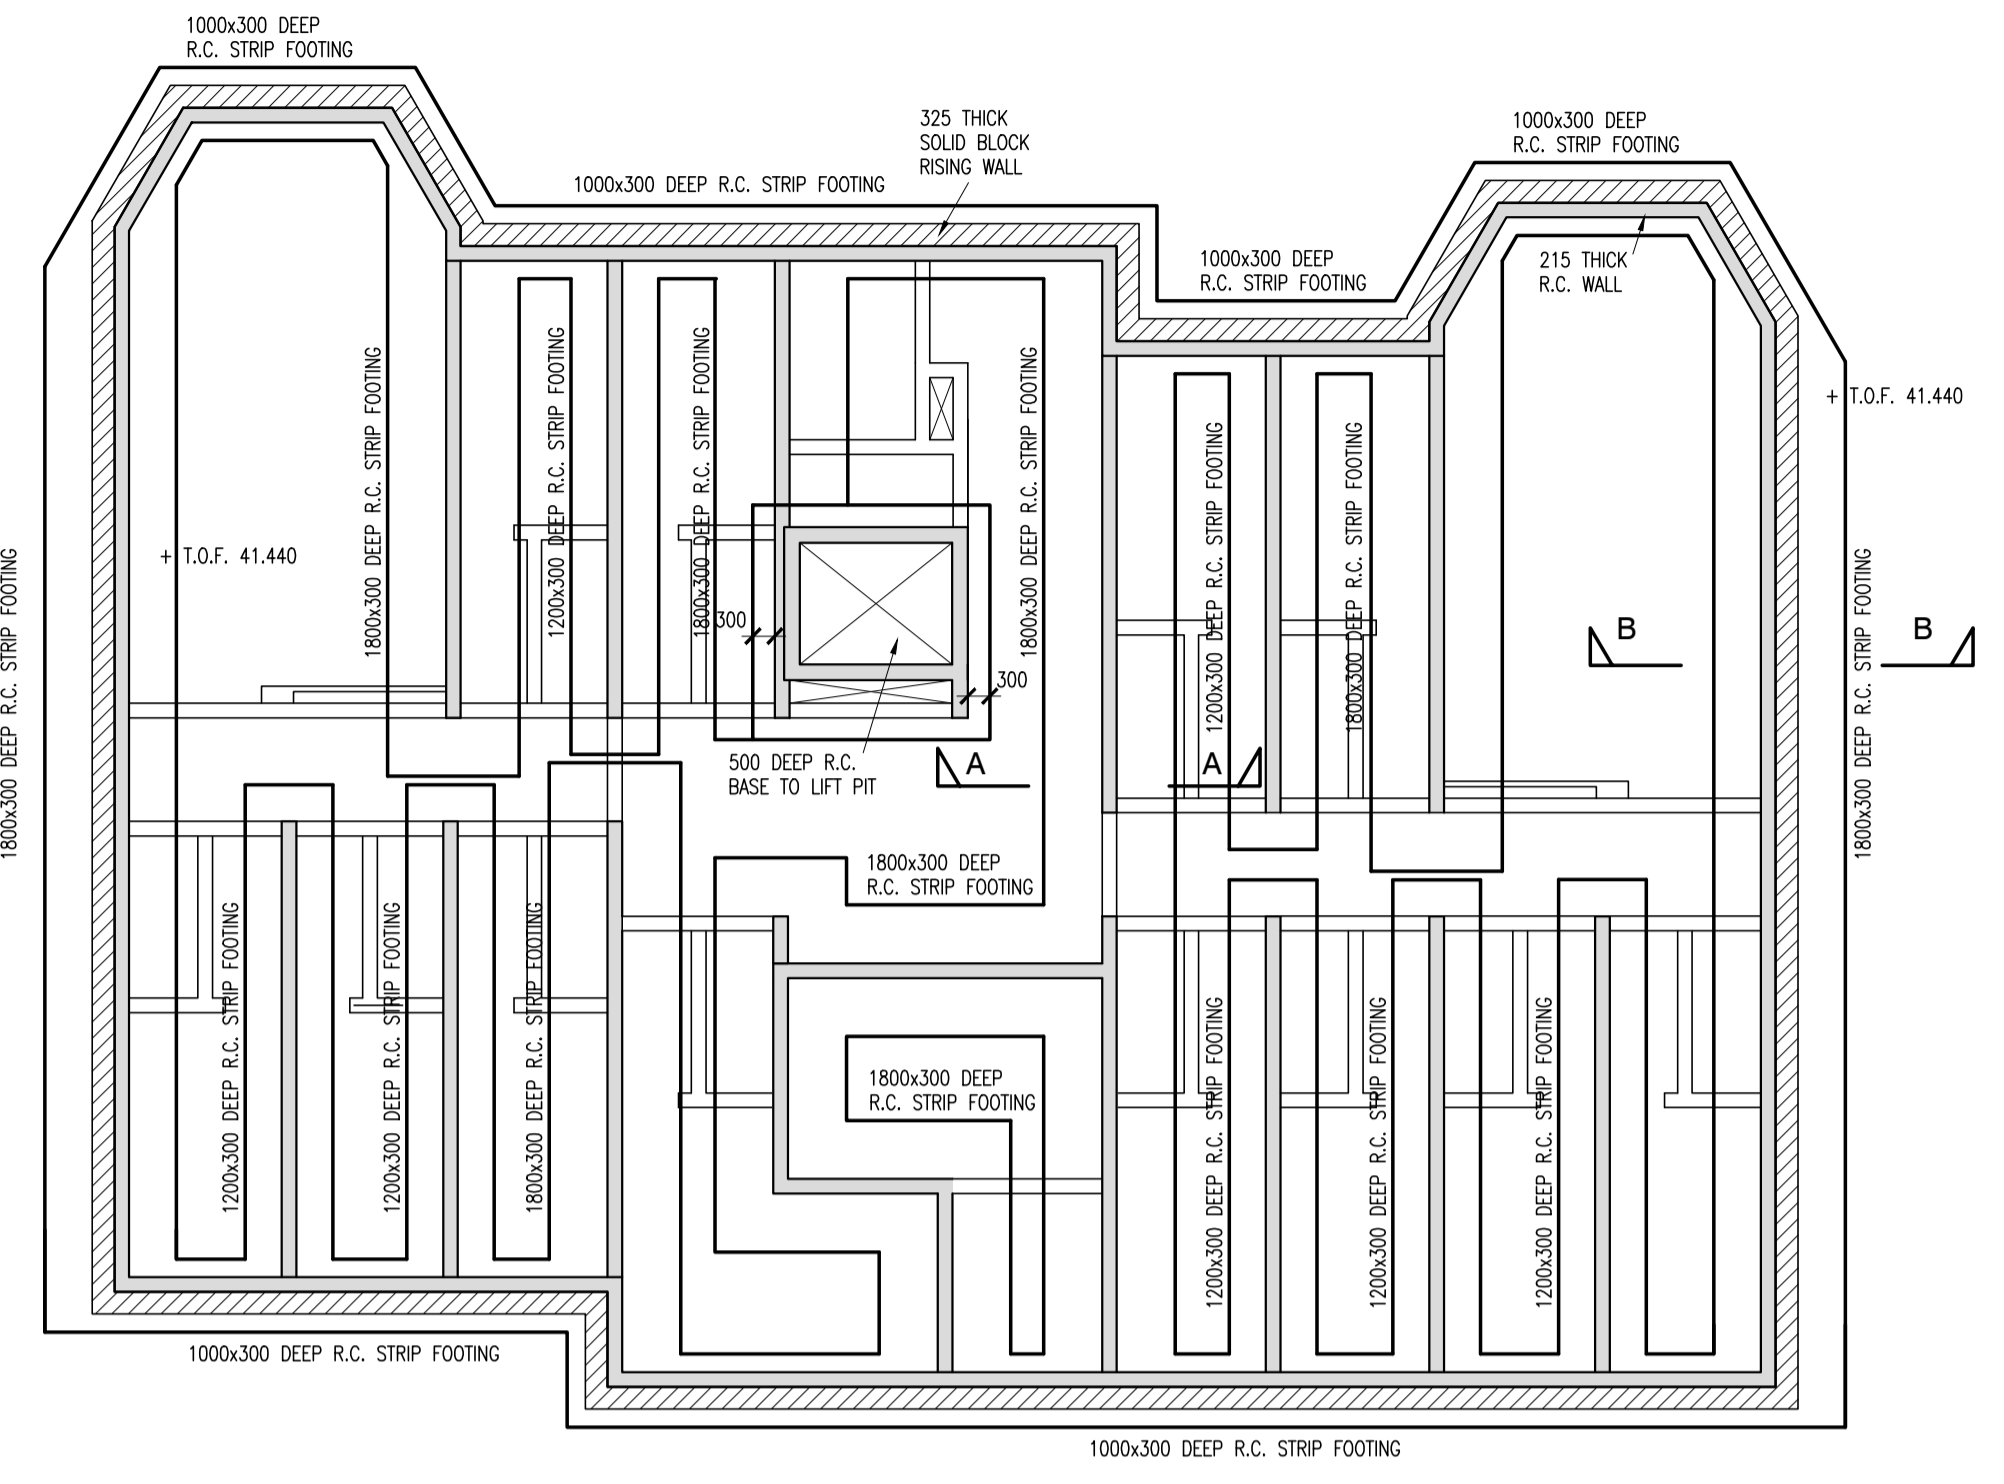 1000x300 DEEP
R.C. STRIP FOOTING
325 THICK
SOLID BLOCK
RISING WALL
1000x300 DEEP
R.C. STRIP FOOTING
1000x300 DEEP R.C. STRIP FOOTING
1000x300 DEEP
R.C. STRIP FOOTING
215 THICK
R.C. WALL
1800x300 DEEP R.C. STRIP FOOTING
1200x300 DEEP R.C. STRIP FOOTING
1800x300 DEEP R.C. STRIP FOOTING
1800x300 DEEP R.C. STRIP FOOTING
1200x300 DEEP R.C. STRIP FOOTING
1800x300 DEEP R.C. STRIP FOOTING
+ T.O.F. 41.440
+ T.O.F. 41.440
1800x300 DEEP R.C. STRIP FOOTING
1800x300 DEEP R.C. STRIP FOOTING
300
300
B
B
500 DEEP R.C.
BASE TO LIFT PIT
A
A
1800x300 DEEP
R.C. STRIP FOOTING
1200x300 DEEP R.C. STRIP FOOTING
1200x300 DEEP R.C. STRIP FOOTING
1800x300 DEEP R.C. STRIP FOOTING
1800x300 DEEP
R.C. STRIP FOOTING
1200x300 DEEP R.C. STRIP FOOTING
1200x300 DEEP R.C. STRIP FOOTING
1200x300 DEEP R.C. STRIP FOOTING
1000x300 DEEP R.C. STRIP FOOTING
1000x300 DEEP R.C. STRIP FOOTING